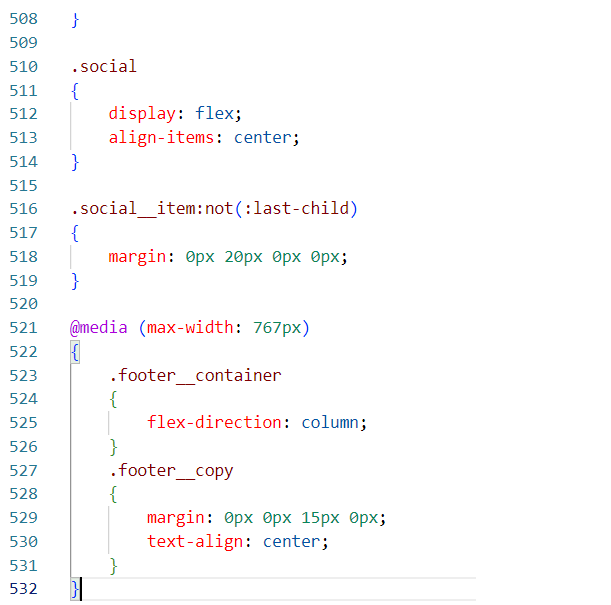 508 }
509
510 .social
511 {
512 display: flex;
513 align-items: center;
514 }
515
516 .social__item:not(:last-child)
517 {
518 margin: 0px 20px 0px 0px;
519 }
520
521 @media (max-width: 767px)
522 {
523 .footer__container
524 {
525 flex-direction: column;
526 }
527 .footer__copy
528 {
529 margin: 0px 0px 15px 0px;
530 text-align: center;
531 }
532 }